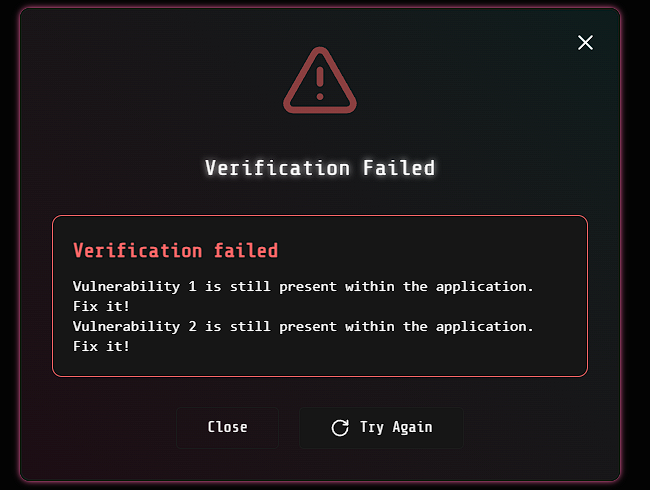 Verification Failed
Verification failed
Vulnerability 1 is still present within the application.
Fix it!
Vulnerability 2 is still present within the application.
Fix it!
Close
Try Again